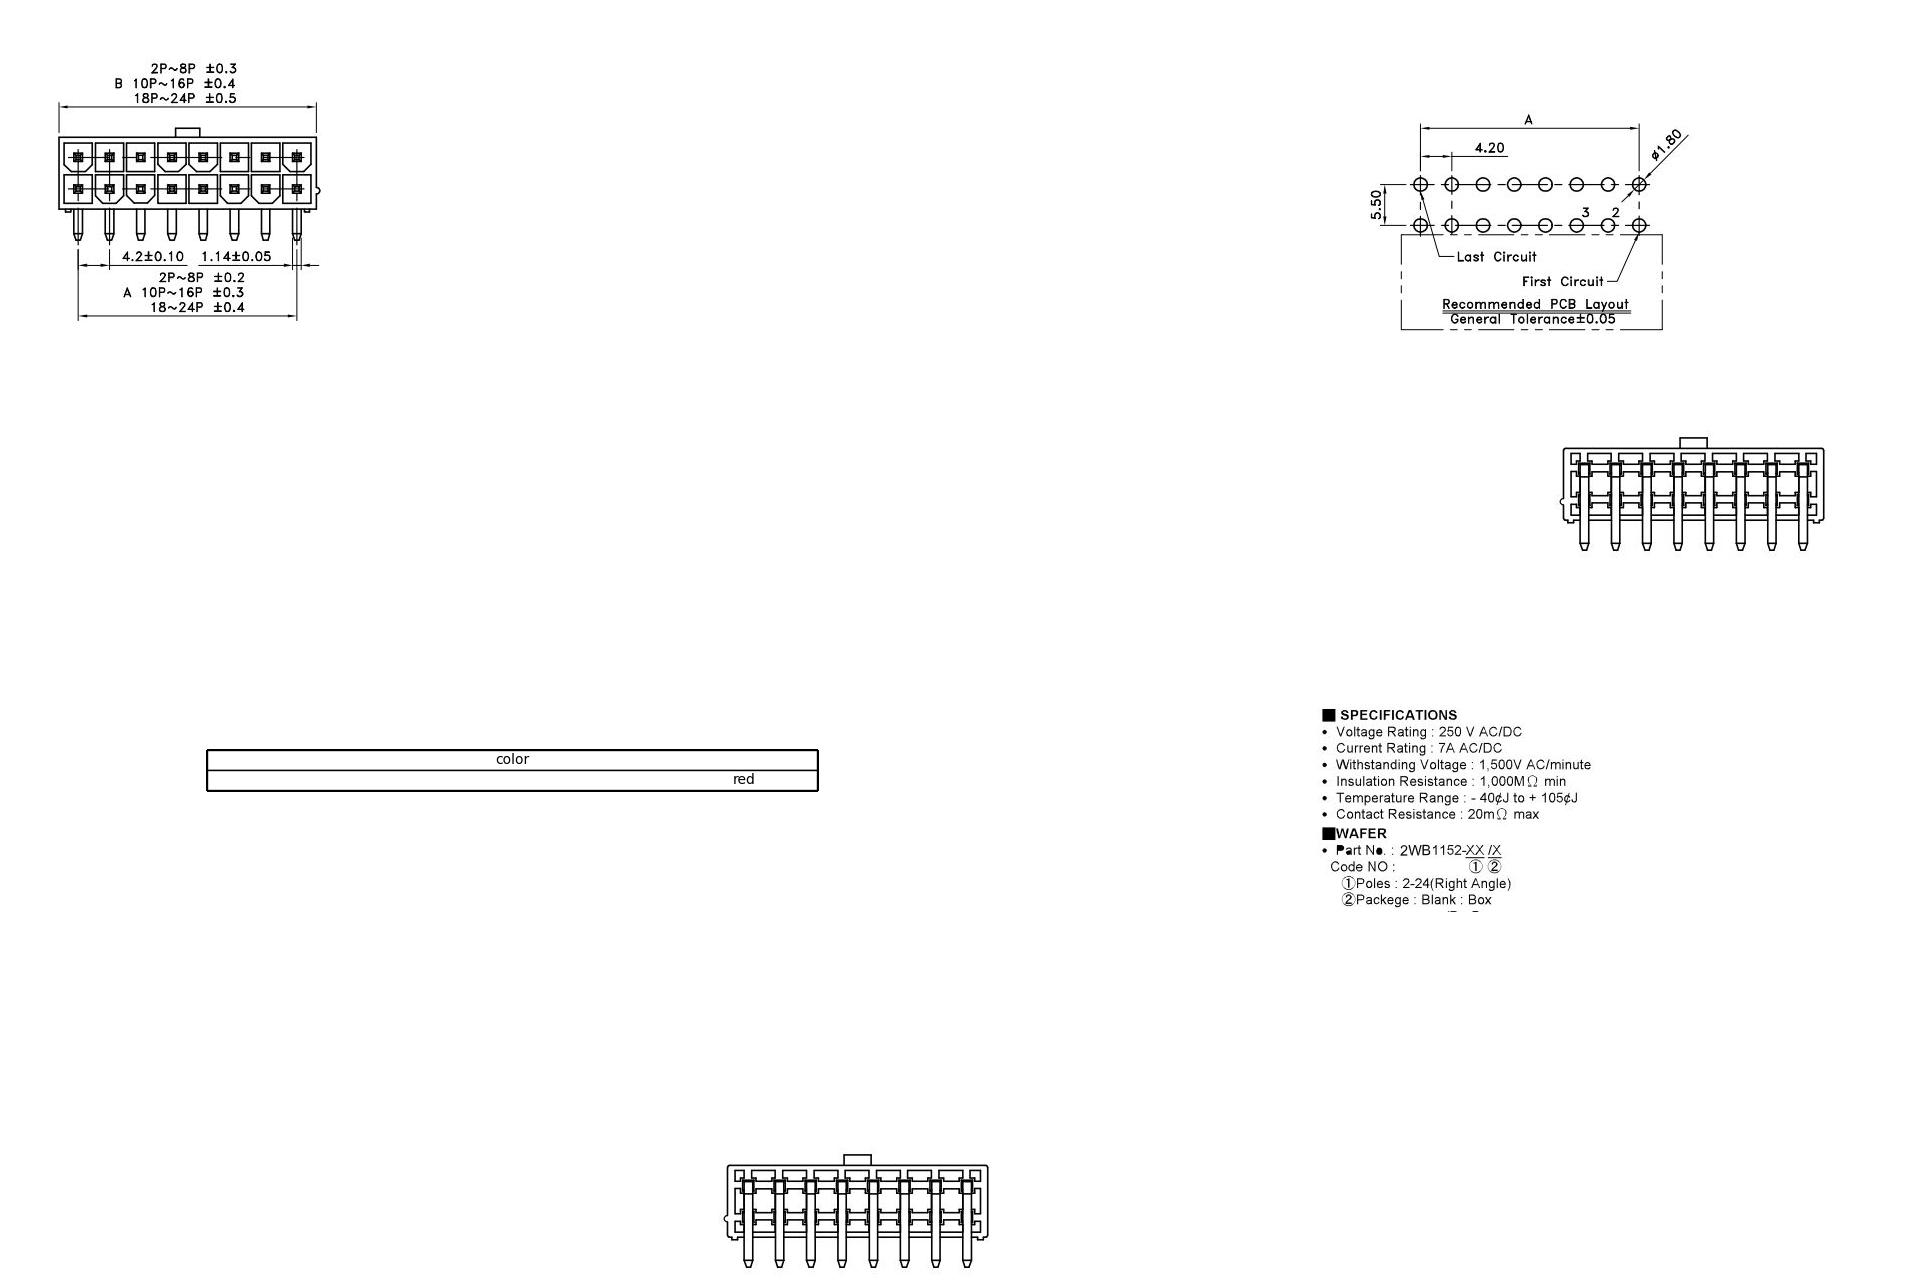 2P~8P ±0.3
B 10P~16P ±0.4
18P~24P ±0.5
4.2±0.10 1.14±0.05
2P~8P ±0.2
A 10P~16P ±0.3
18~24P ±0.4
A
4.20
ø1.80
5.50
3 2
Last Circuit
First Circuit
Recommended PCB Layout
General Tolerance±0.05
color
red
■ SPECIFICATIONS
• Voltage Rating : 250 V AC/DC
• Current Rating : 7A AC/DC
• Withstanding Voltage : 1,500V AC/minute
• Insulation Resistance : 1,000MΩ min
• Temperature Range : - 40¢J to + 105¢J
• Contact Resistance : 20mΩ max
■WAFER
• Part No. : 2WB1152-XX /X
Code NO : ① ②
①Poles : 2-24(Right Angle)
②Packege : Blank : Box